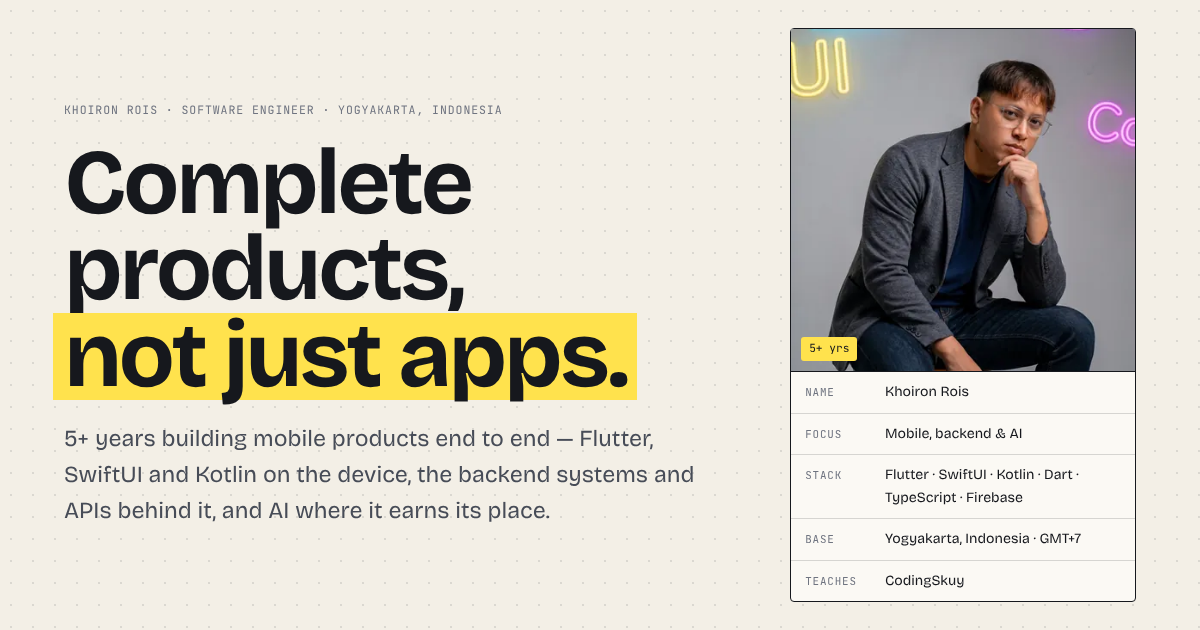 KHOIRON ROIS · SOFTWARE ENGINEER · YOGYAKARTA, INDONESIA
Complete
products,
not just apps.
5+ years building mobile products end to end — Flutter,
SwiftUI and Kotlin on the device, the backend systems and
APIs behind it, and AI where it earns its place.
UI
Co
5+ yrs
NAME Khoiron Rois
FOCUS Mobile, backend & AI
STACK Flutter · SwiftUI · Kotlin · Dart ·
TypeScript · Firebase
BASE Yogyakarta, Indonesia · GMT+7
TEACHES CodingSkuy